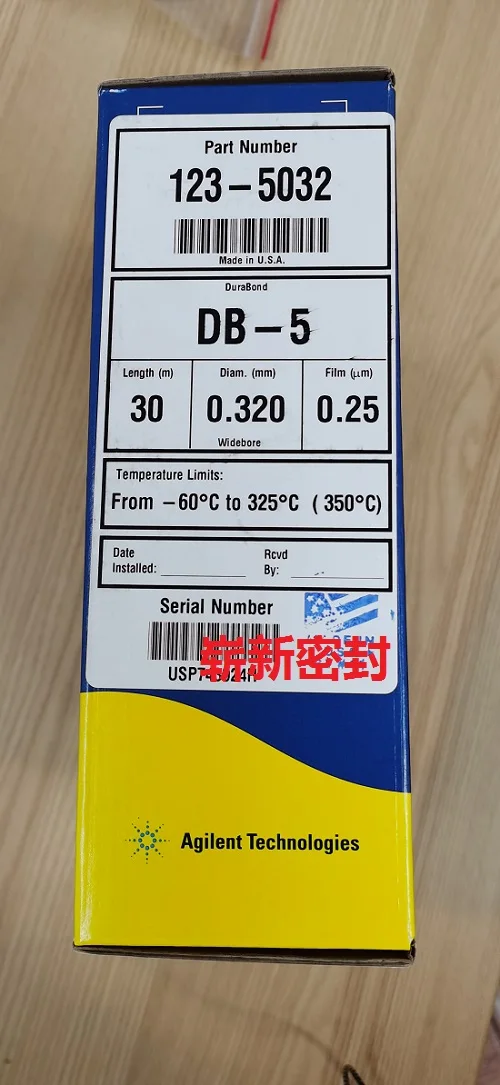 Part Number
123-5032
Made in U.S.A.
DuraBond
DB-5
Length (m) Diam. (mm) Film (μm)
30 0.320 0.25
Widebore
Temperature Limits:
From -60°C to 325°C (350°C)
Date Installed: Rcvd By:
Serial Number
崭新密封
Agilent Technologies